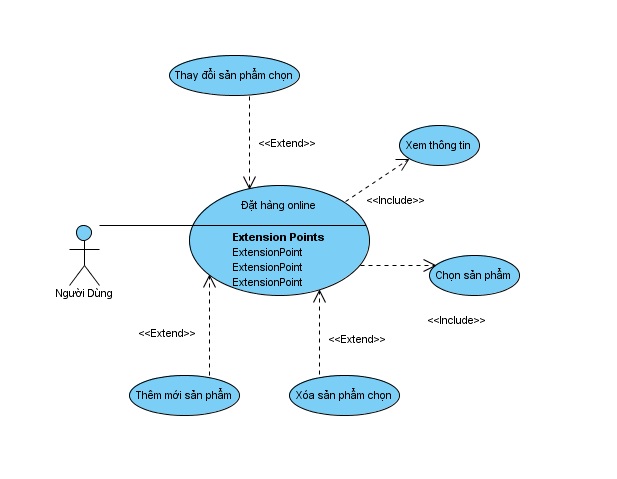 Thay đổi sản phẩm chọn
<<Extend>>
Xem thông tin
<<Include>>
Đặt hàng online
Extension Points
ExtensionPoint
ExtensionPoint
ExtensionPoint
Chọn sản phẩm
Người Dùng
<<Include>>
<<Extend>>
<<Extend>>
Thêm mới sản phẩm
Xóa sản phẩm chọn